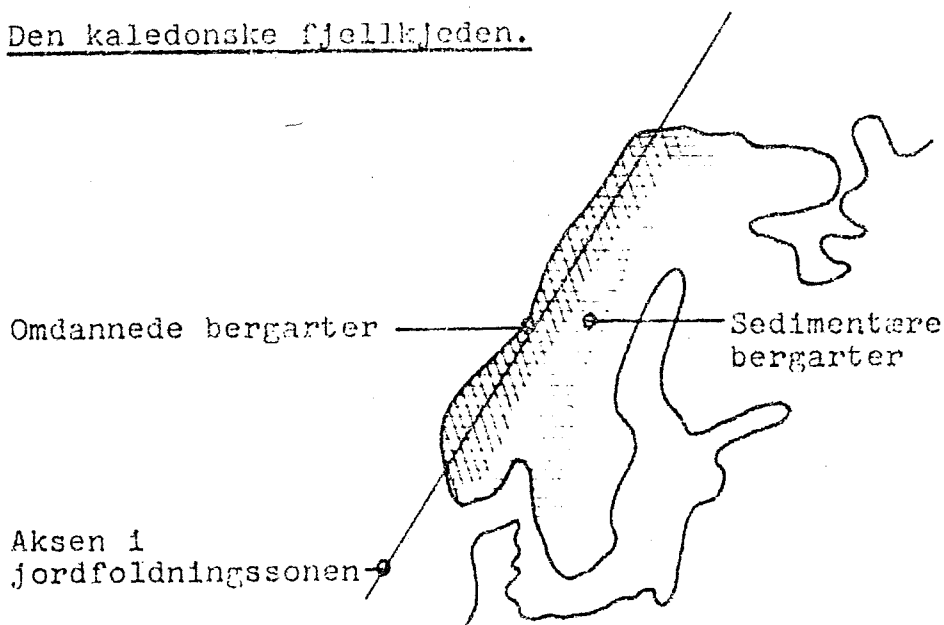 Den kaledonske fjellkjeden.
Omdannede bergarter
Sedimentære
bergarter
Aksen i
jordfoldningssonen